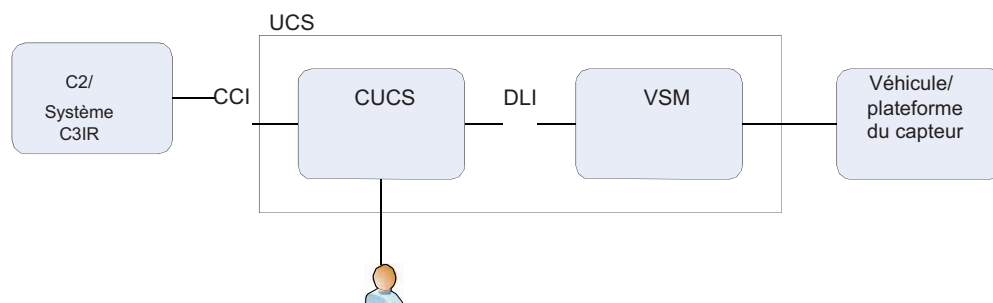 UCS
C2/
Système
C3IR
CCI
CUCS
DLI
VSM
Véhicule/
plateforme
du capteur